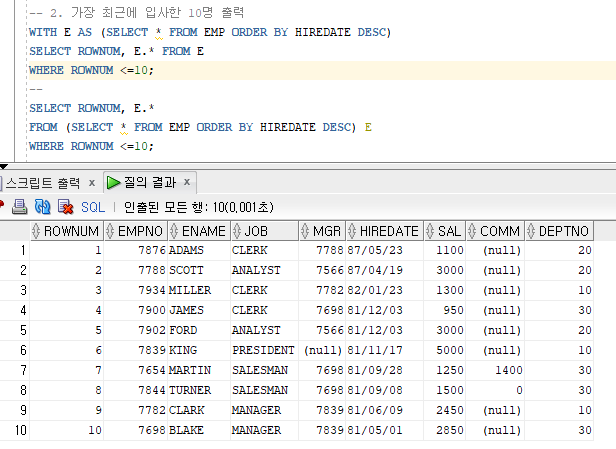 -- 2. 가장 최근에 입사한 10명 출력
WITH E AS (SELECT * FROM EMP ORDER BY HIREDATE DESC)
SELECT ROWNUM, E.* FROM E
WHERE ROWNUM <=10;
--
SELECT ROWNUM, E.*
FROM (SELECT * FROM EMP ORDER BY HIREDATE DESC) E
WHERE ROWNUM <=10;
스크립트 출력 x 질의 결과 x
SQL | 인출된 모든 행: 10(0,001초)
ROWNUM EMPNO ENAME JOB MGR HIREDATE SAL COMM DEPTNO
1 1 7876 ADAMS CLERK 7788 87/05/23 1100 (null) 20
2 2 7788 SCOTT ANALYST 7566 87/04/19 3000 (null) 20
3 3 7934 MILLER CLERK 7782 82/01/23 1300 (null) 10
4 4 7900 JAMES CLERK 7698 81/12/03 950 (null) 30
5 5 7902 FORD ANALYST 7566 81/12/03 3000 (null) 20
6 6 7839 KING PRESIDENT (null) 81/11/17 5000 (null) 10
7 7 7654 MARTIN SALESMAN 7698 81/09/28 1250 1400 30
8 8 7844 TURNER SALESMAN 7698 81/09/08 1500 0 30
9 9 7782 CLARK MANAGER 7839 81/06/09 2450 (null) 10
10 10 7698 BLAKE MANAGER 7839 81/05/01 2850 (null) 30